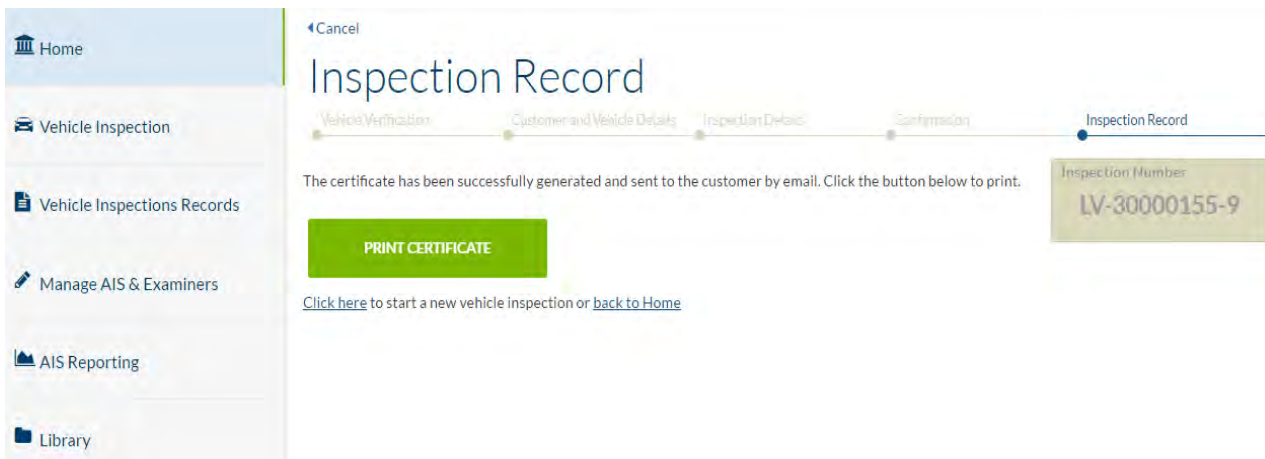 Home
Vehicle Inspection
Vehicle Inspections Records
Manage AIS & Examiners
AIS Reporting
Library
Cancel
Inspection Record
Vehicle Verification Customer and Vehicle Details Inspection Details Confirmation Inspection Record
The certificate has been successfully generated and sent to the customer by email. Click the button below to print.
Inspection Number
LV-30000155-9
PRINT CERTIFICATE
Click here to start a new vehicle inspection or back to Home